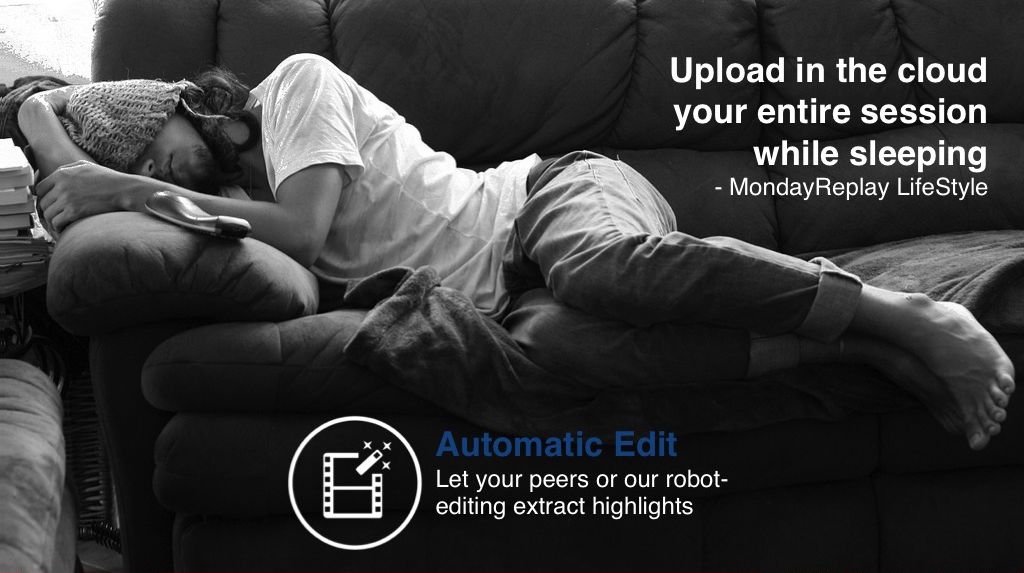 Upload in the cloud
your entire session
while sleeping
- MondayReplay LifeStyle
Automatic Edit
Let your peers or our robot-
editing extract highlights